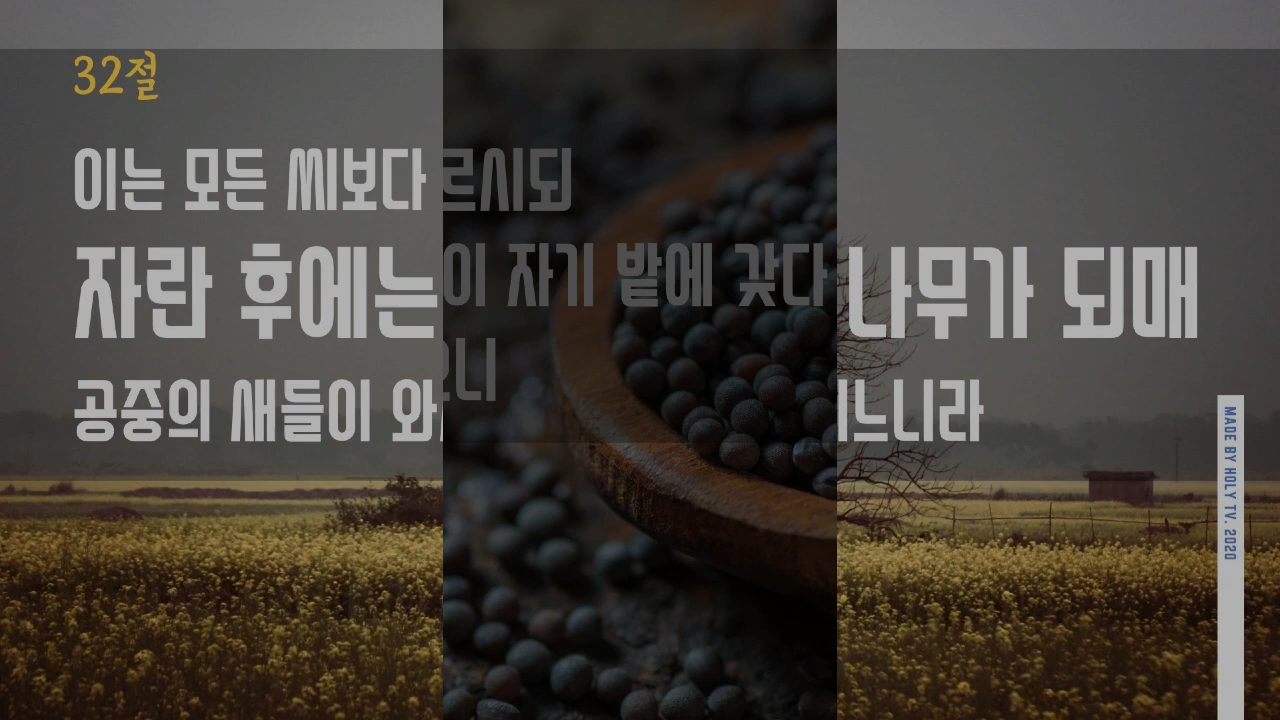 32절
이는 모든 씨보다 르시되
자란 후에는 이 자기 밭에 갖다 나무가 되매
니
공중의 새들이 와 느니라
MADE BY HOLY TV. 2020